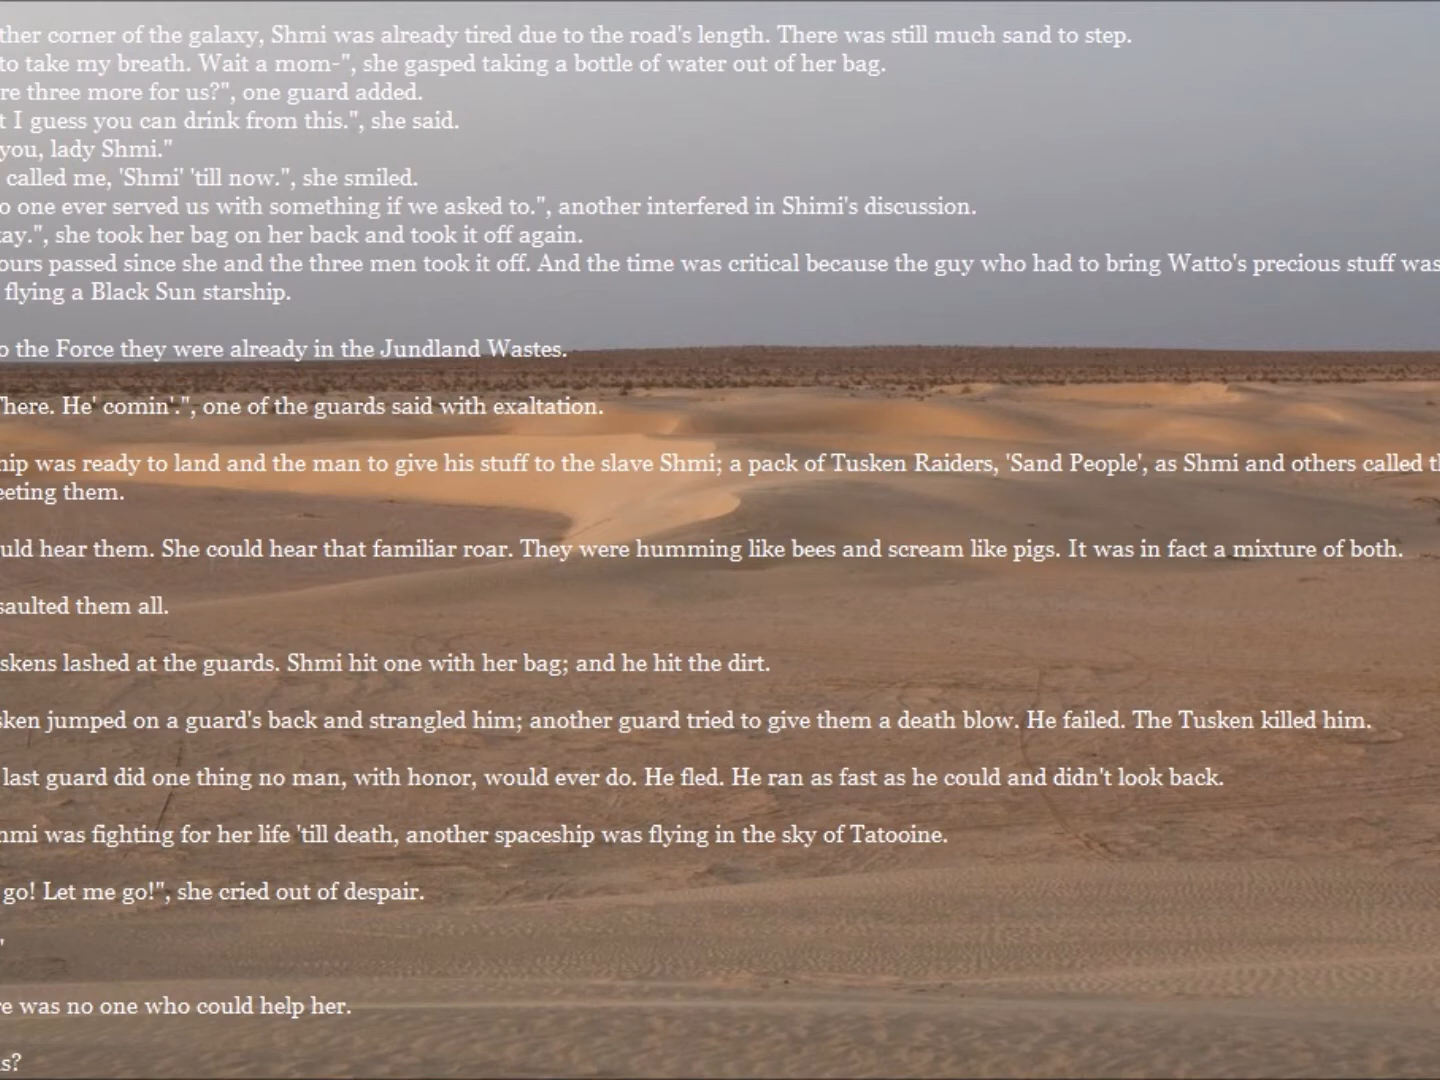 ther corner of the galaxy, Shmi was already tired due to the road's length. There was still much sand to step.
to take my breath. Wait a mom-", she gasped taking a bottle of water out of her bag.
re three more for us?", one guard added.
t I guess you can drink from this.", she said.
you, lady Shmi."
called me, 'Shmi' 'till now.", she smiled.
o one ever served us with something if we asked to.", another interfered in Shimi's discussion.
ay.", she took her bag on her back and took it off again.
ours passed since she and the three men took it off. And the time was critical because the guy who had to bring Watto's precious stuff was
flying a Black Sun starship.
o the Force they were already in the Jundland Wastes.
There. He' comin'.", one of the guards said with exaltation.
hip was ready to land and the man to give his stuff to the slave Shmi; a pack of Tusken Raiders, 'Sand People', as Shmi and others called th
eeting them.
uld hear them. She could hear that familiar roar. They were humming like bees and scream like pigs. It was in fact a mixture of both.
saulted them all.
skens lashed at the guards. Shmi hit one with her bag; and he hit the dirt.
sken jumped on a guard's back and strangled him; another guard tried to give them a death blow. He failed. The Tusken killed him.
last guard did one thing no man, with honor, would ever do. He fled. He ran as fast as he could and didn't look back.
hmi was fighting for her life 'till death, another spaceship was flying in the sky of Tatooine.
go! Let me go!", she cried out of despair.
"
re was no one who could help her.
s?